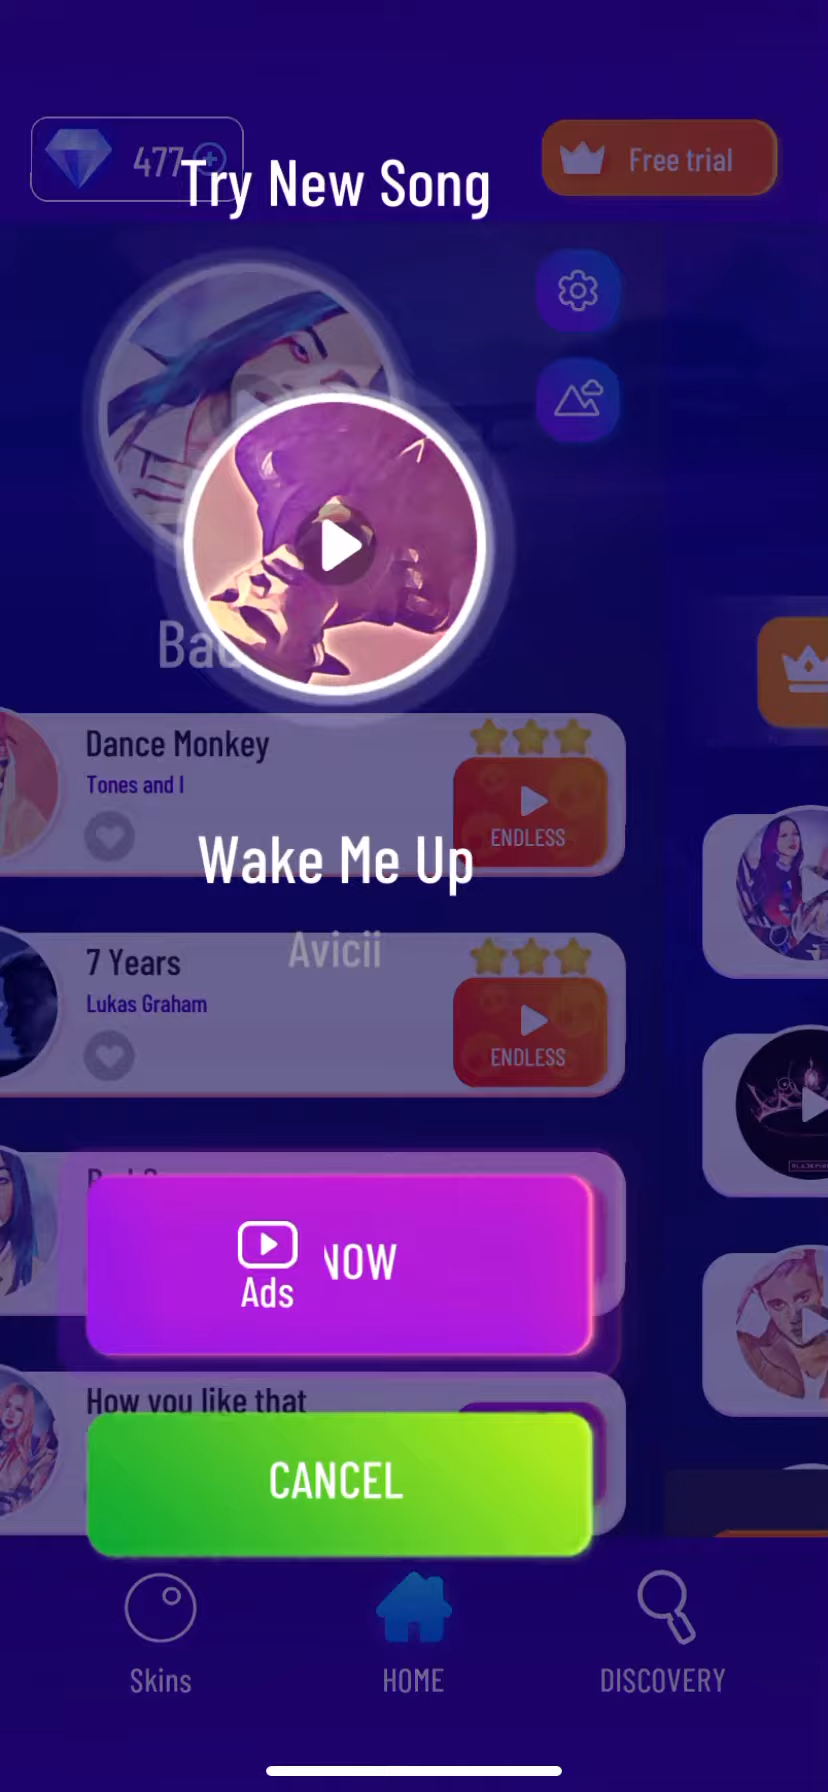 477
Try New Song
Free trial
Dance Monkey
Tones and I
ENDLESS
Wake Me Up
Avicii
7 Years
Lukas Graham
ENDLESS
Ads
NOW
How you like that
CANCEL
Skins
HOME
DISCOVERY